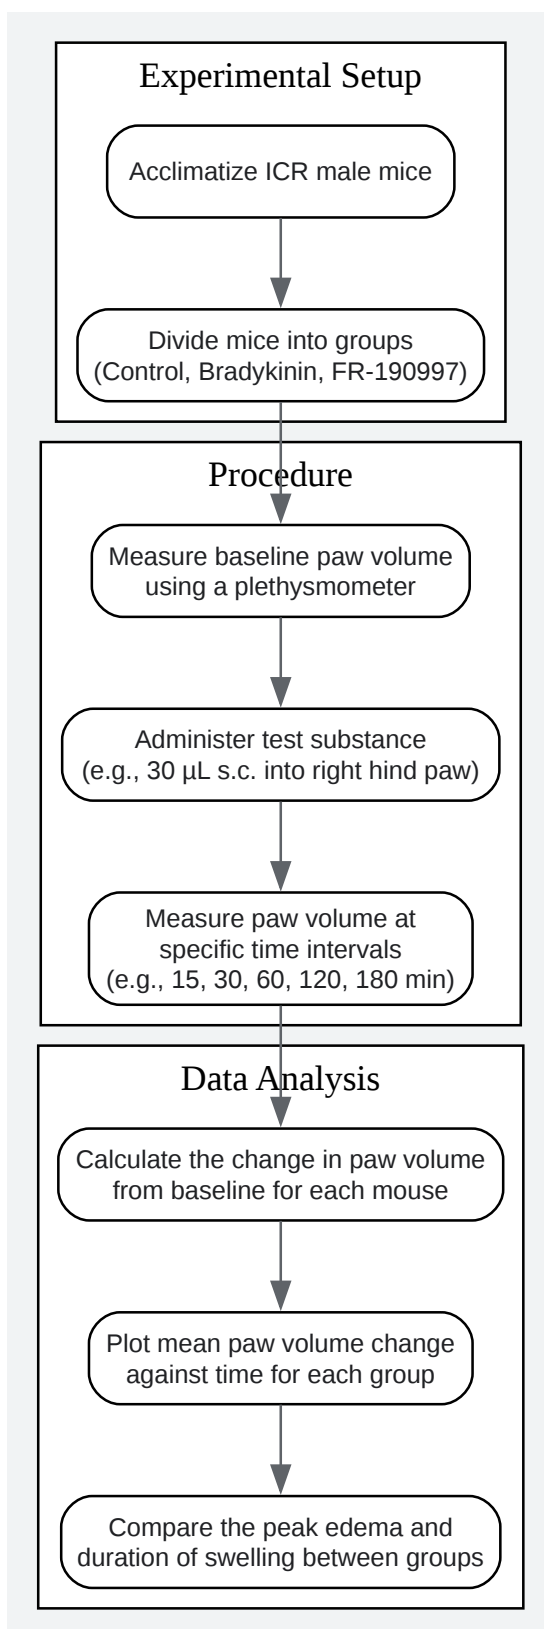 Experimental Setup
Acclimatize ICR male mice
Divide mice into groups
(Control, Bradykinin, FR-190997)
Procedure
Measure baseline paw volume
using a plethysmometer
Administer test substance
(e.g., 30 µL s.c. into right hind paw)
Measure paw volume at
specific time intervals
(e.g., 15, 30, 60, 120, 180 min)
Data Analysis
Calculate the change in paw volume
from baseline for each mouse
Plot mean paw volume change
against time for each group
Compare the peak edema and
duration of swelling between groups